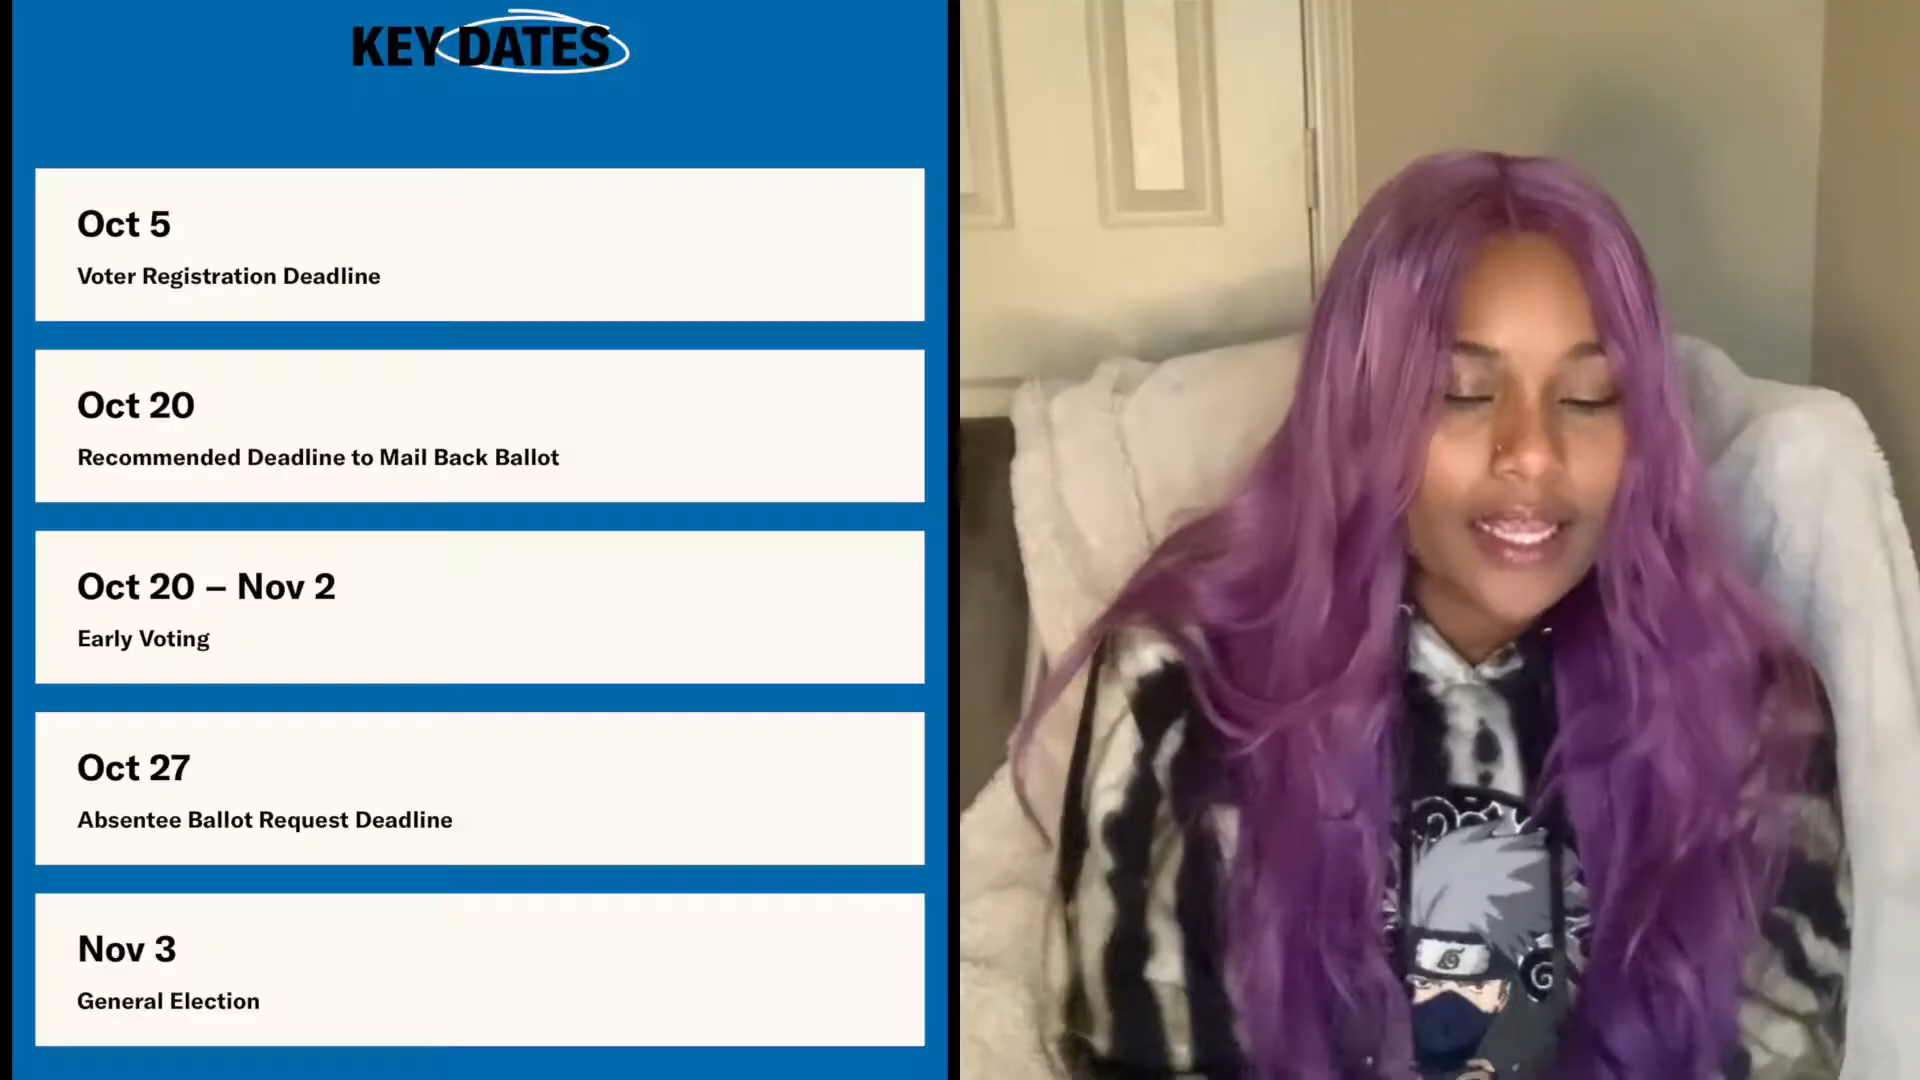 KEY DATES
Oct 5
Voter Registration Deadline
Oct 20
Recommended Deadline to Mail Back Ballot
Oct 20 – Nov 2
Early Voting
Oct 27
Absentee Ballot Request Deadline
Nov 3
General Election